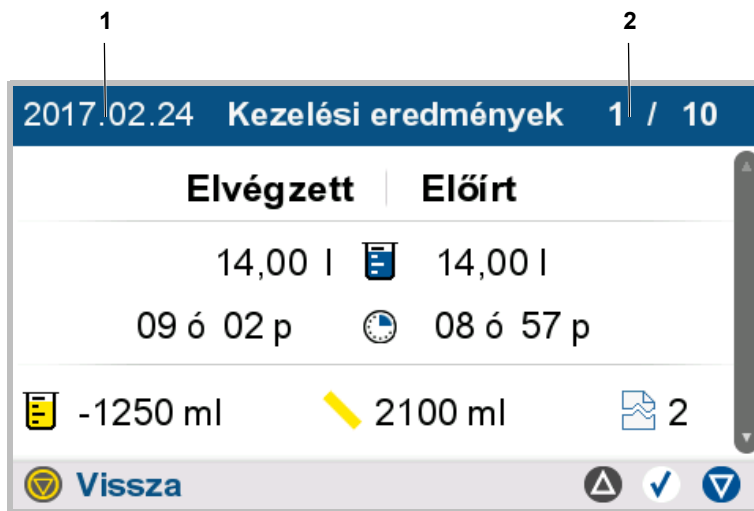 1 2
2017.02.24 Kezelési eredmények 1 / 10
Elvégzett Előírt
14,00 l 14,00 l
09 ó 02 p 08 ó 57 p
-1250 ml 2100 ml 2
Vissza